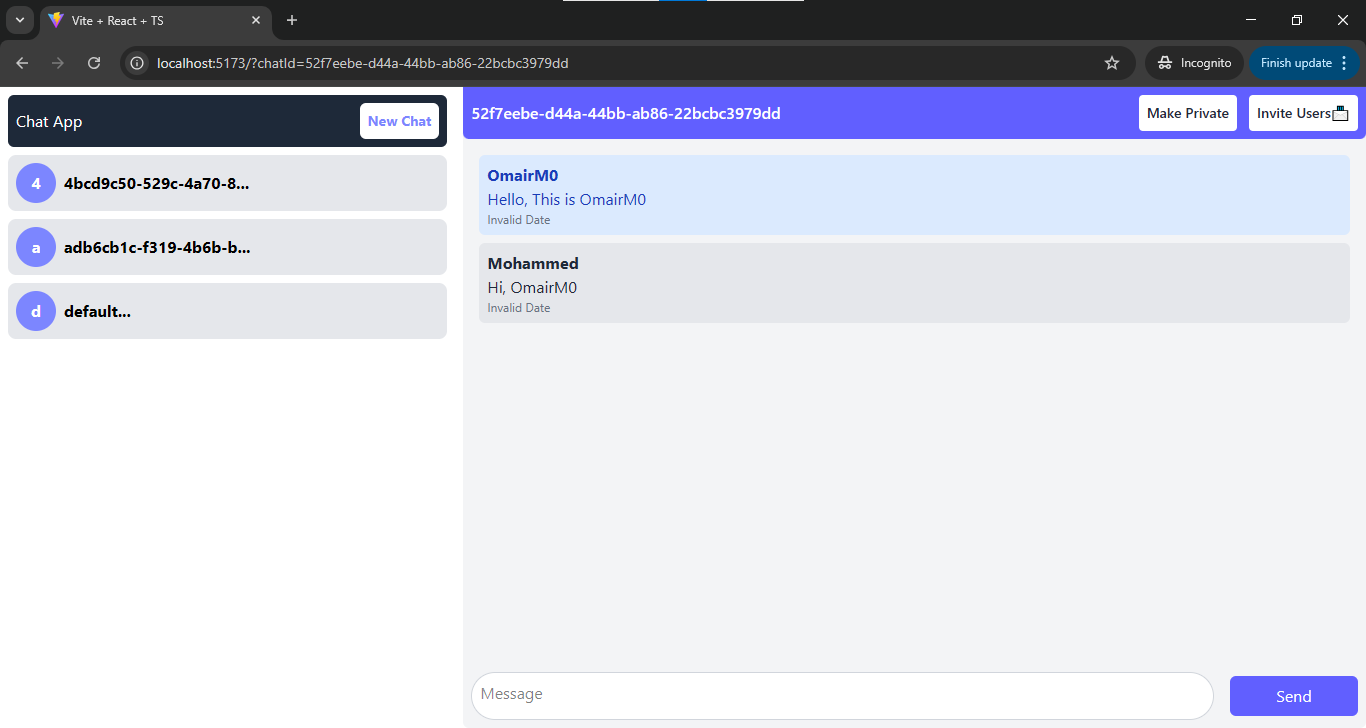 Vite + React + TS
localhost:5173/?chatId=52f7eebe-d44a-44bb-ab86-22bcbc3979dd
Incognito
Finish update
Chat App
New Chat
4
4bcd9c50-529c-4a70-8...
a
adb6cb1c-f319-4b6b-b...
d
default...
52f7eebe-d44a-44bb-ab86-22bcbc3979dd
Make Private
Invite Users
OmairM0
Hello, This is OmairM0
Invalid Date
Mohammed
Hi, OmairM0
Invalid Date
Message
Send